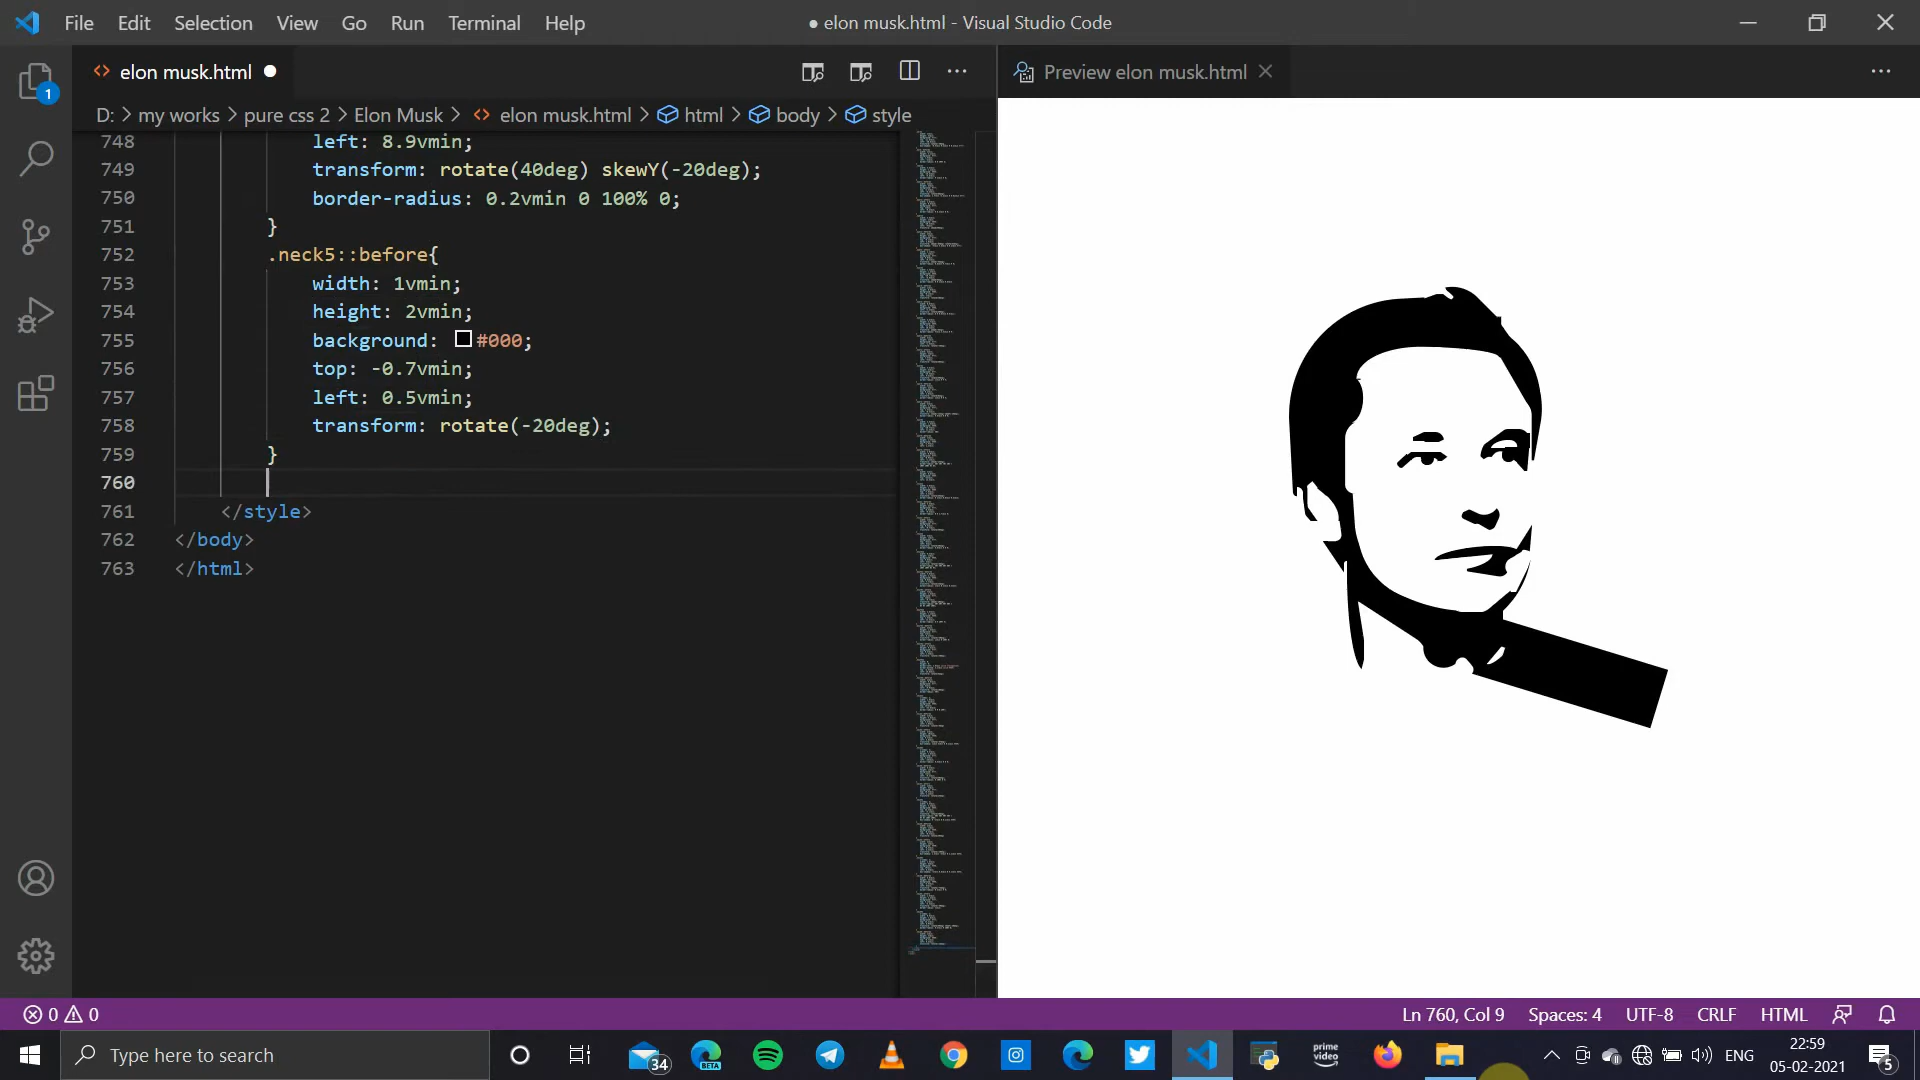 File Edit Selection View Go Run Terminal Help
● elon musk.html - Visual Studio Code
elon musk.html
Preview elon musk.html
1
D: > my works > pure css 2 > Elon Musk > elon musk.html > html > body > style
748 left: 8.9vmin;
749 transform: rotate(40deg) skewY(-20deg);
750 border-radius: 0.2vmin 0 100% 0;
751 }
752 .neck5::before{
753 width: 1vmin;
754 height: 2vmin;
755 background: #000;
756 top: -0.7vmin;
757 left: 0.5vmin;
758 transform: rotate(-20deg);
759 }
760
761 </style>
762 </body>
763 </html>
0 0
Ln 760, Col 9 Spaces: 4 UTF-8 CRLF HTML
Type here to search
34
BETA
prime video
ENG
22:59
05-02-2021
5